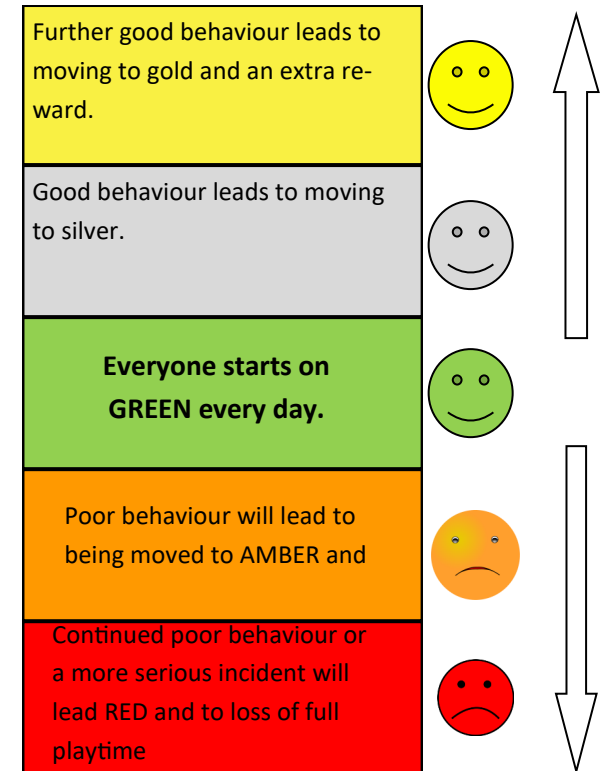 Further good behaviour leads to
moving to gold and an extra re-
ward.
Good behaviour leads to moving
to silver.
Everyone starts on
GREEN every day.
Poor behaviour will lead to
being moved to AMBER and
Continued poor behaviour or
a more serious incident will
lead RED and to loss of full
playtime